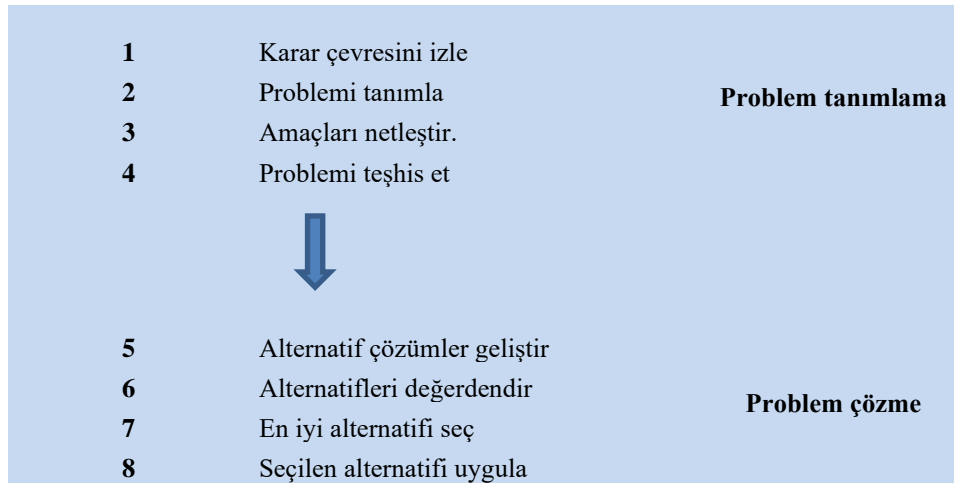 1 Karar çevresini izle
2 Problemi tanımla
Problem tanımlama
3 Amaçları netleştir.
4 Problemi teşhis et
5 Alternatif çözümler geliştir
6 Alternatifleri değerdendir
Problem çözme
7 En iyi alternatifi seç
8 Seçilen alternatifi uygula